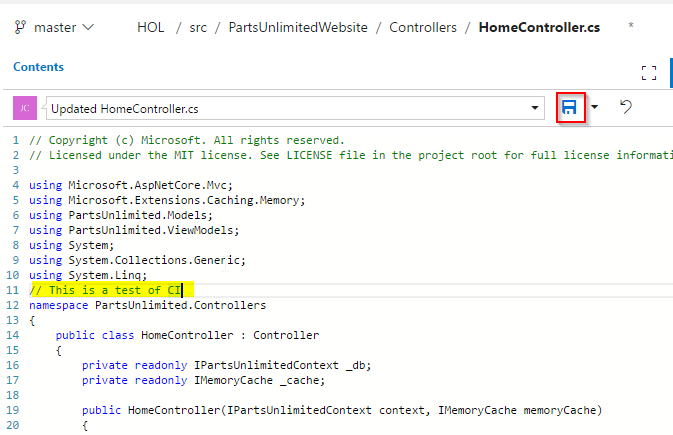 master HOL / src / PartsUnlimitedWebsite / Controllers / HomeController.cs *
Contents
JC Updated HomeController.cs
1 // Copyright (c) Microsoft. All rights reserved.
2 // Licensed under the MIT license. See LICENSE file in the project root for full license informati
3
4 using Microsoft.AspNetCore.Mvc;
5 using Microsoft.Extensions.Caching.Memory;
6 using PartsUnlimited.Models;
7 using PartsUnlimited.ViewModels;
8 using System;
9 using System.Collections.Generic;
10 using System.Linq;
11 // This is a test of CI
12 namespace PartsUnlimited.Controllers
13 {
14 public class HomeController : Controller
15 {
16 private readonly IPartsUnlimitedContext _db;
17 private readonly IMemoryCache _cache;
18
19 public HomeController(IPartsUnlimitedContext context, IMemoryCache memoryCache)
20 {